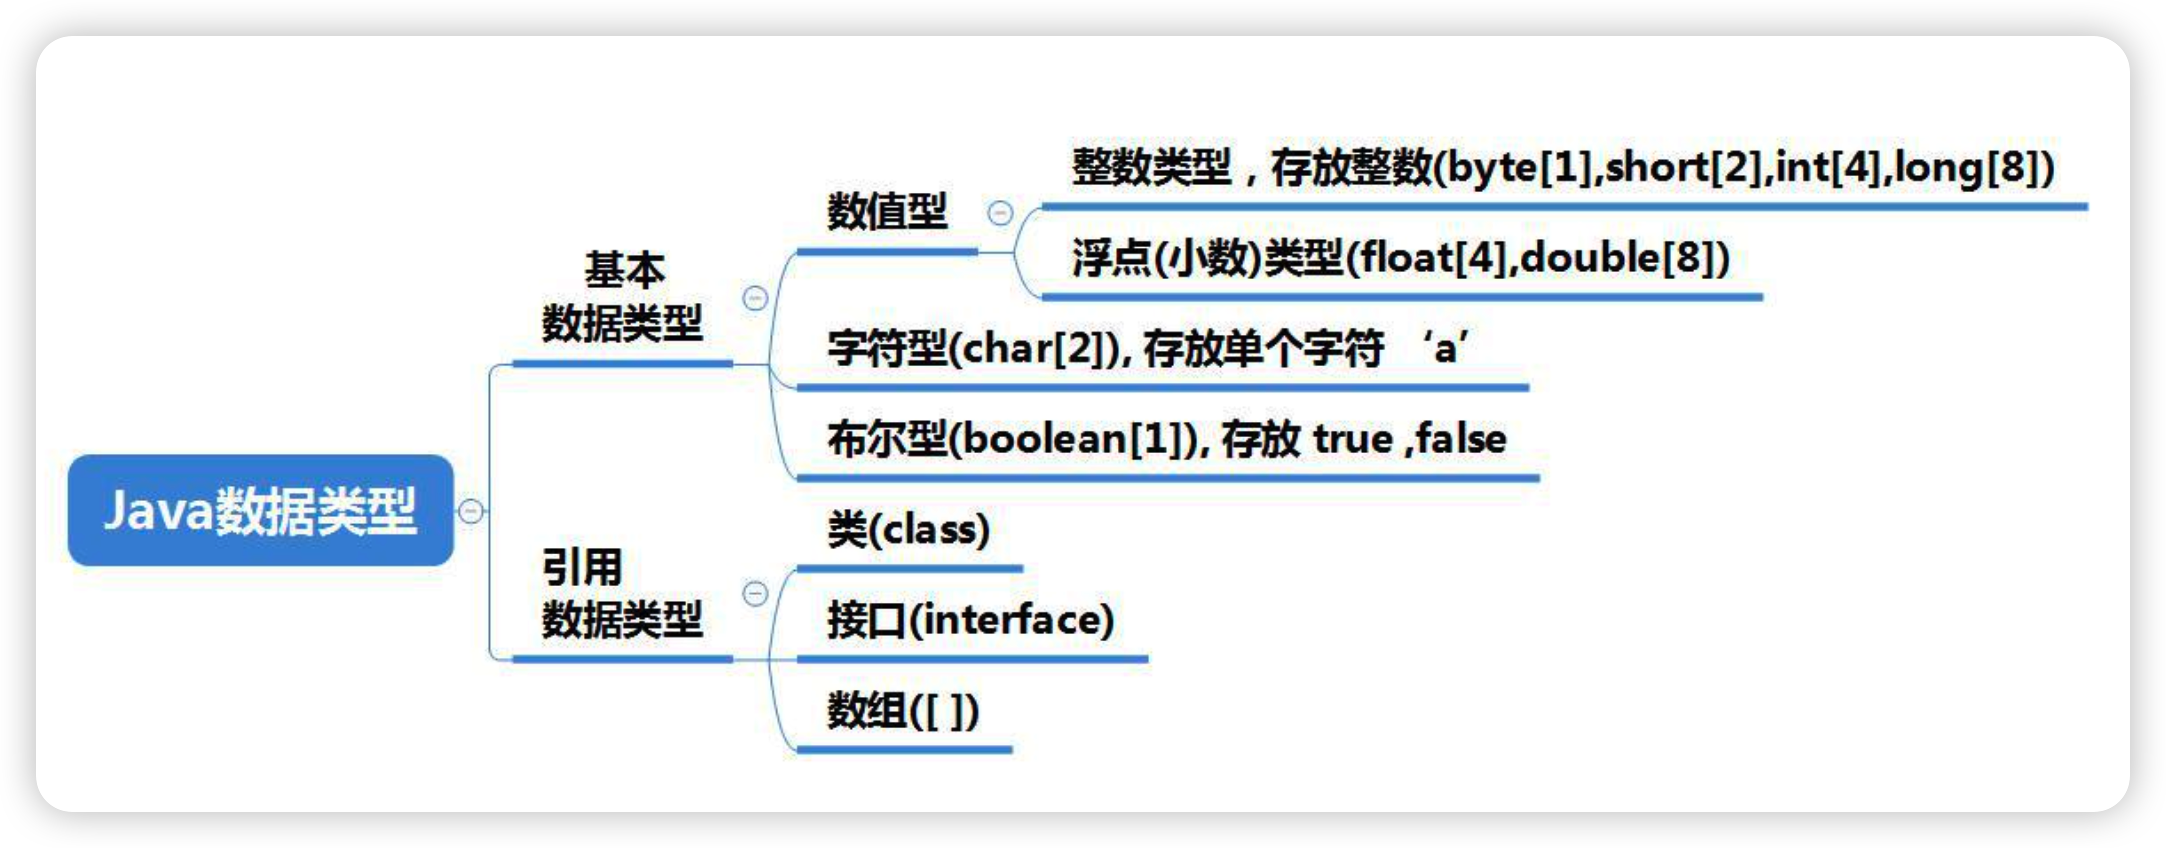 Java数据类型
基本
数据类型
数值型
整数类型，存放整数(byte[1],short[2],int[4],long[8])
浮点(小数)类型(float[4],double[8])
字符型(char[2]), 存放单个字符 ‘a’
布尔型(boolean[1]), 存放 true ,false
引用
数据类型
类(class)
接口(interface)
数组([ ])